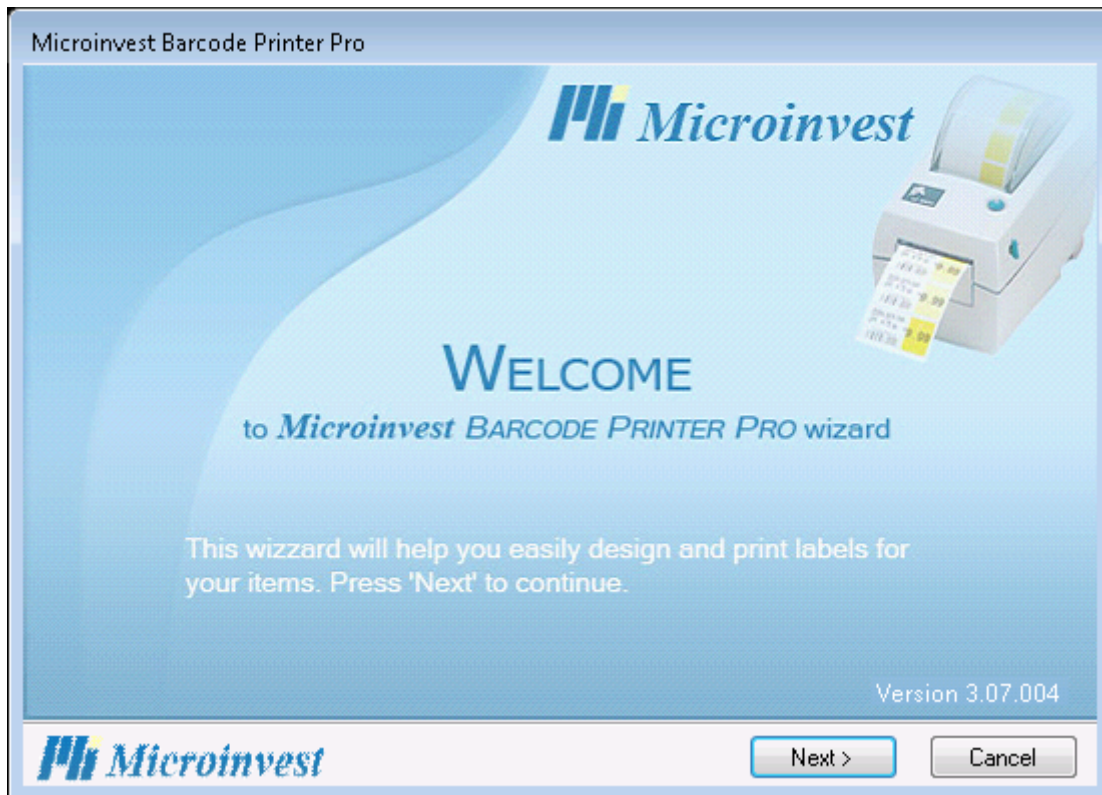 Microinvest Barcode Printer Pro
Microinvest
WELCOME
to Microinvest BARCODE PRINTER PRO wizard
This wizzard will help you easily design and print labels for
your items. Press 'Next' to continue.
Version 3.07.004
Microinvest
Next >
Cancel